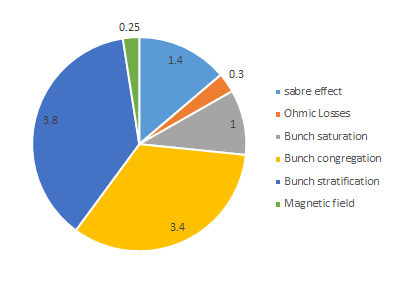 0.25
1.4
0.3
1
3.4
3.8
sabre effect
Ohmic Losses
Bunch saturation
Bunch congregation
Bunch stratification
Magnetic field